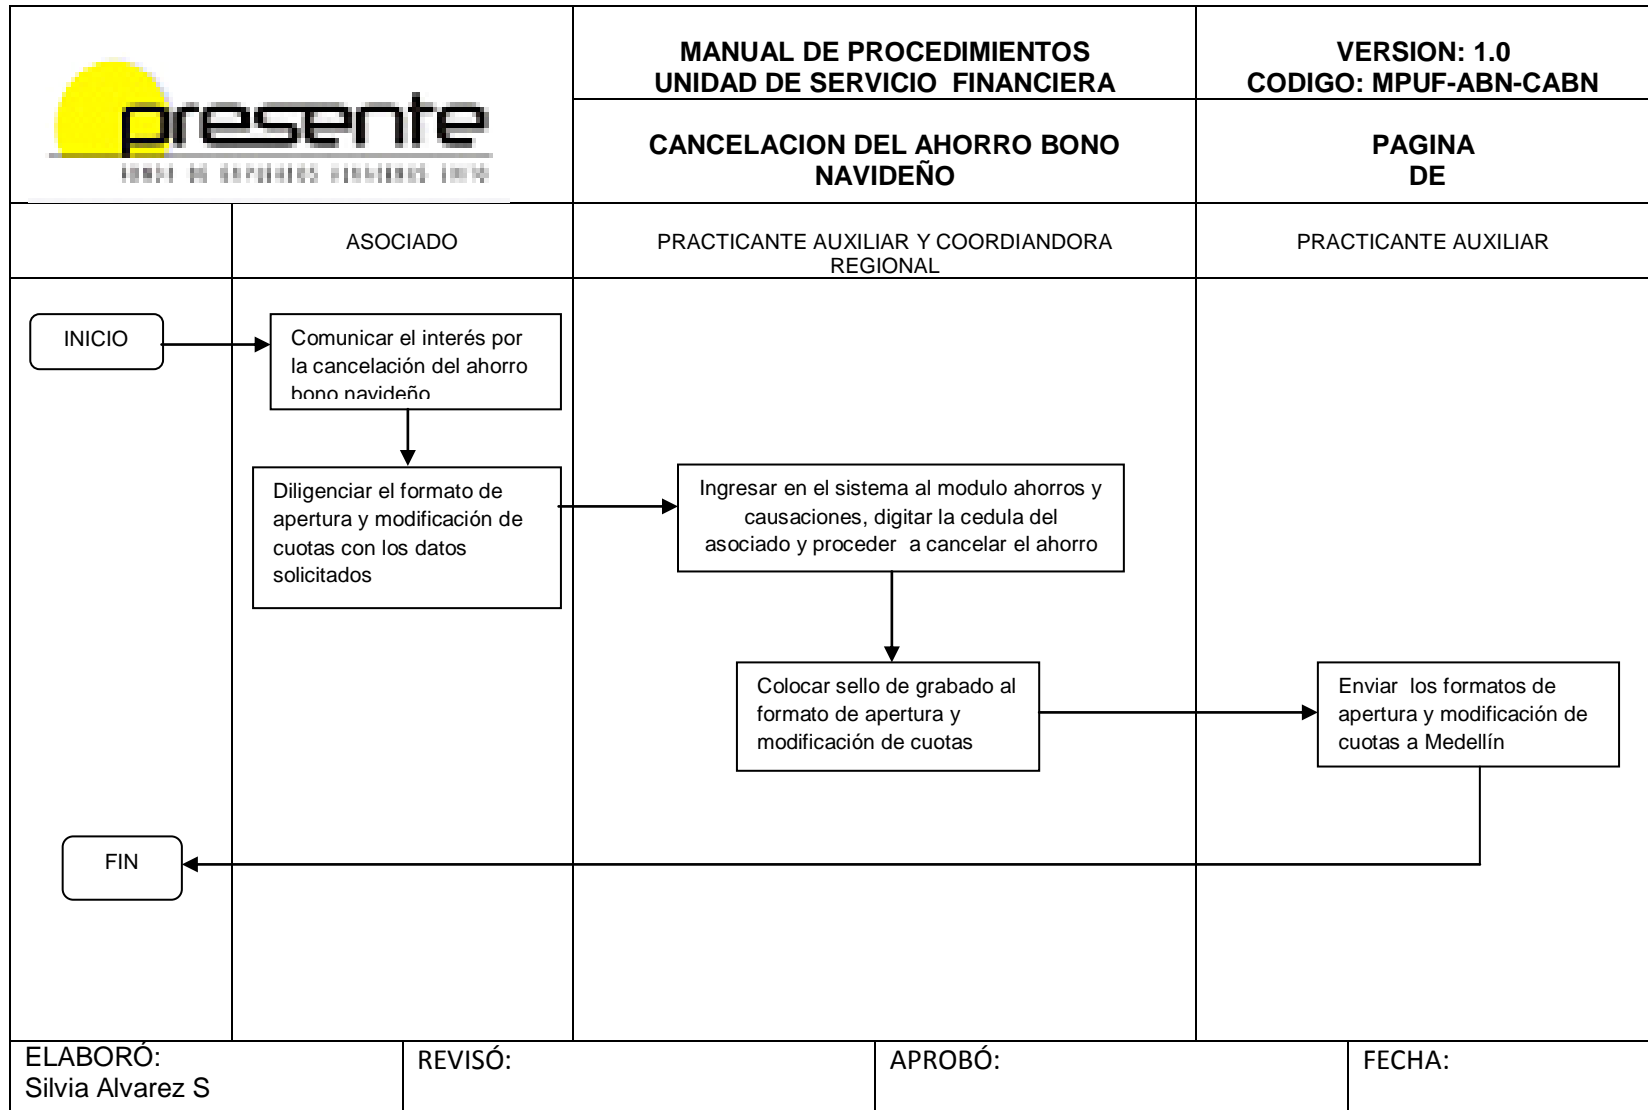 presente
MANUAL DE PROCEDIMIENTOS
UNIDAD DE SERVICIO FINANCIERA
VERSION: 1.0
CODIGO: MPUF-ABN-CABN
CANCELACION DEL AHORRO BONO
NAVIDEÑO
PAGINA
DE
ASOCIADO
PRACTICANTE AUXILIAR Y COORDIANDORA
REGIONAL
PRACTICANTE AUXILIAR
INICIO
Comunicar el interés por
la cancelación del ahorro
bono navideño
Diligenciar el formato de
apertura y modificación de
cuotas con los datos
solicitados
Ingresar en el sistema al modulo ahorros y
causaciones, digitar la cedula del
asociado y proceder a cancelar el ahorro
Colocar sello de grabado al
formato de apertura y
modificación de cuotas
Enviar los formatos de
apertura y modificación de
cuotas a Medellín
FIN
ELABORÓ:
Silvia Alvarez S
REVISÓ:
APROBÓ:
FECHA: